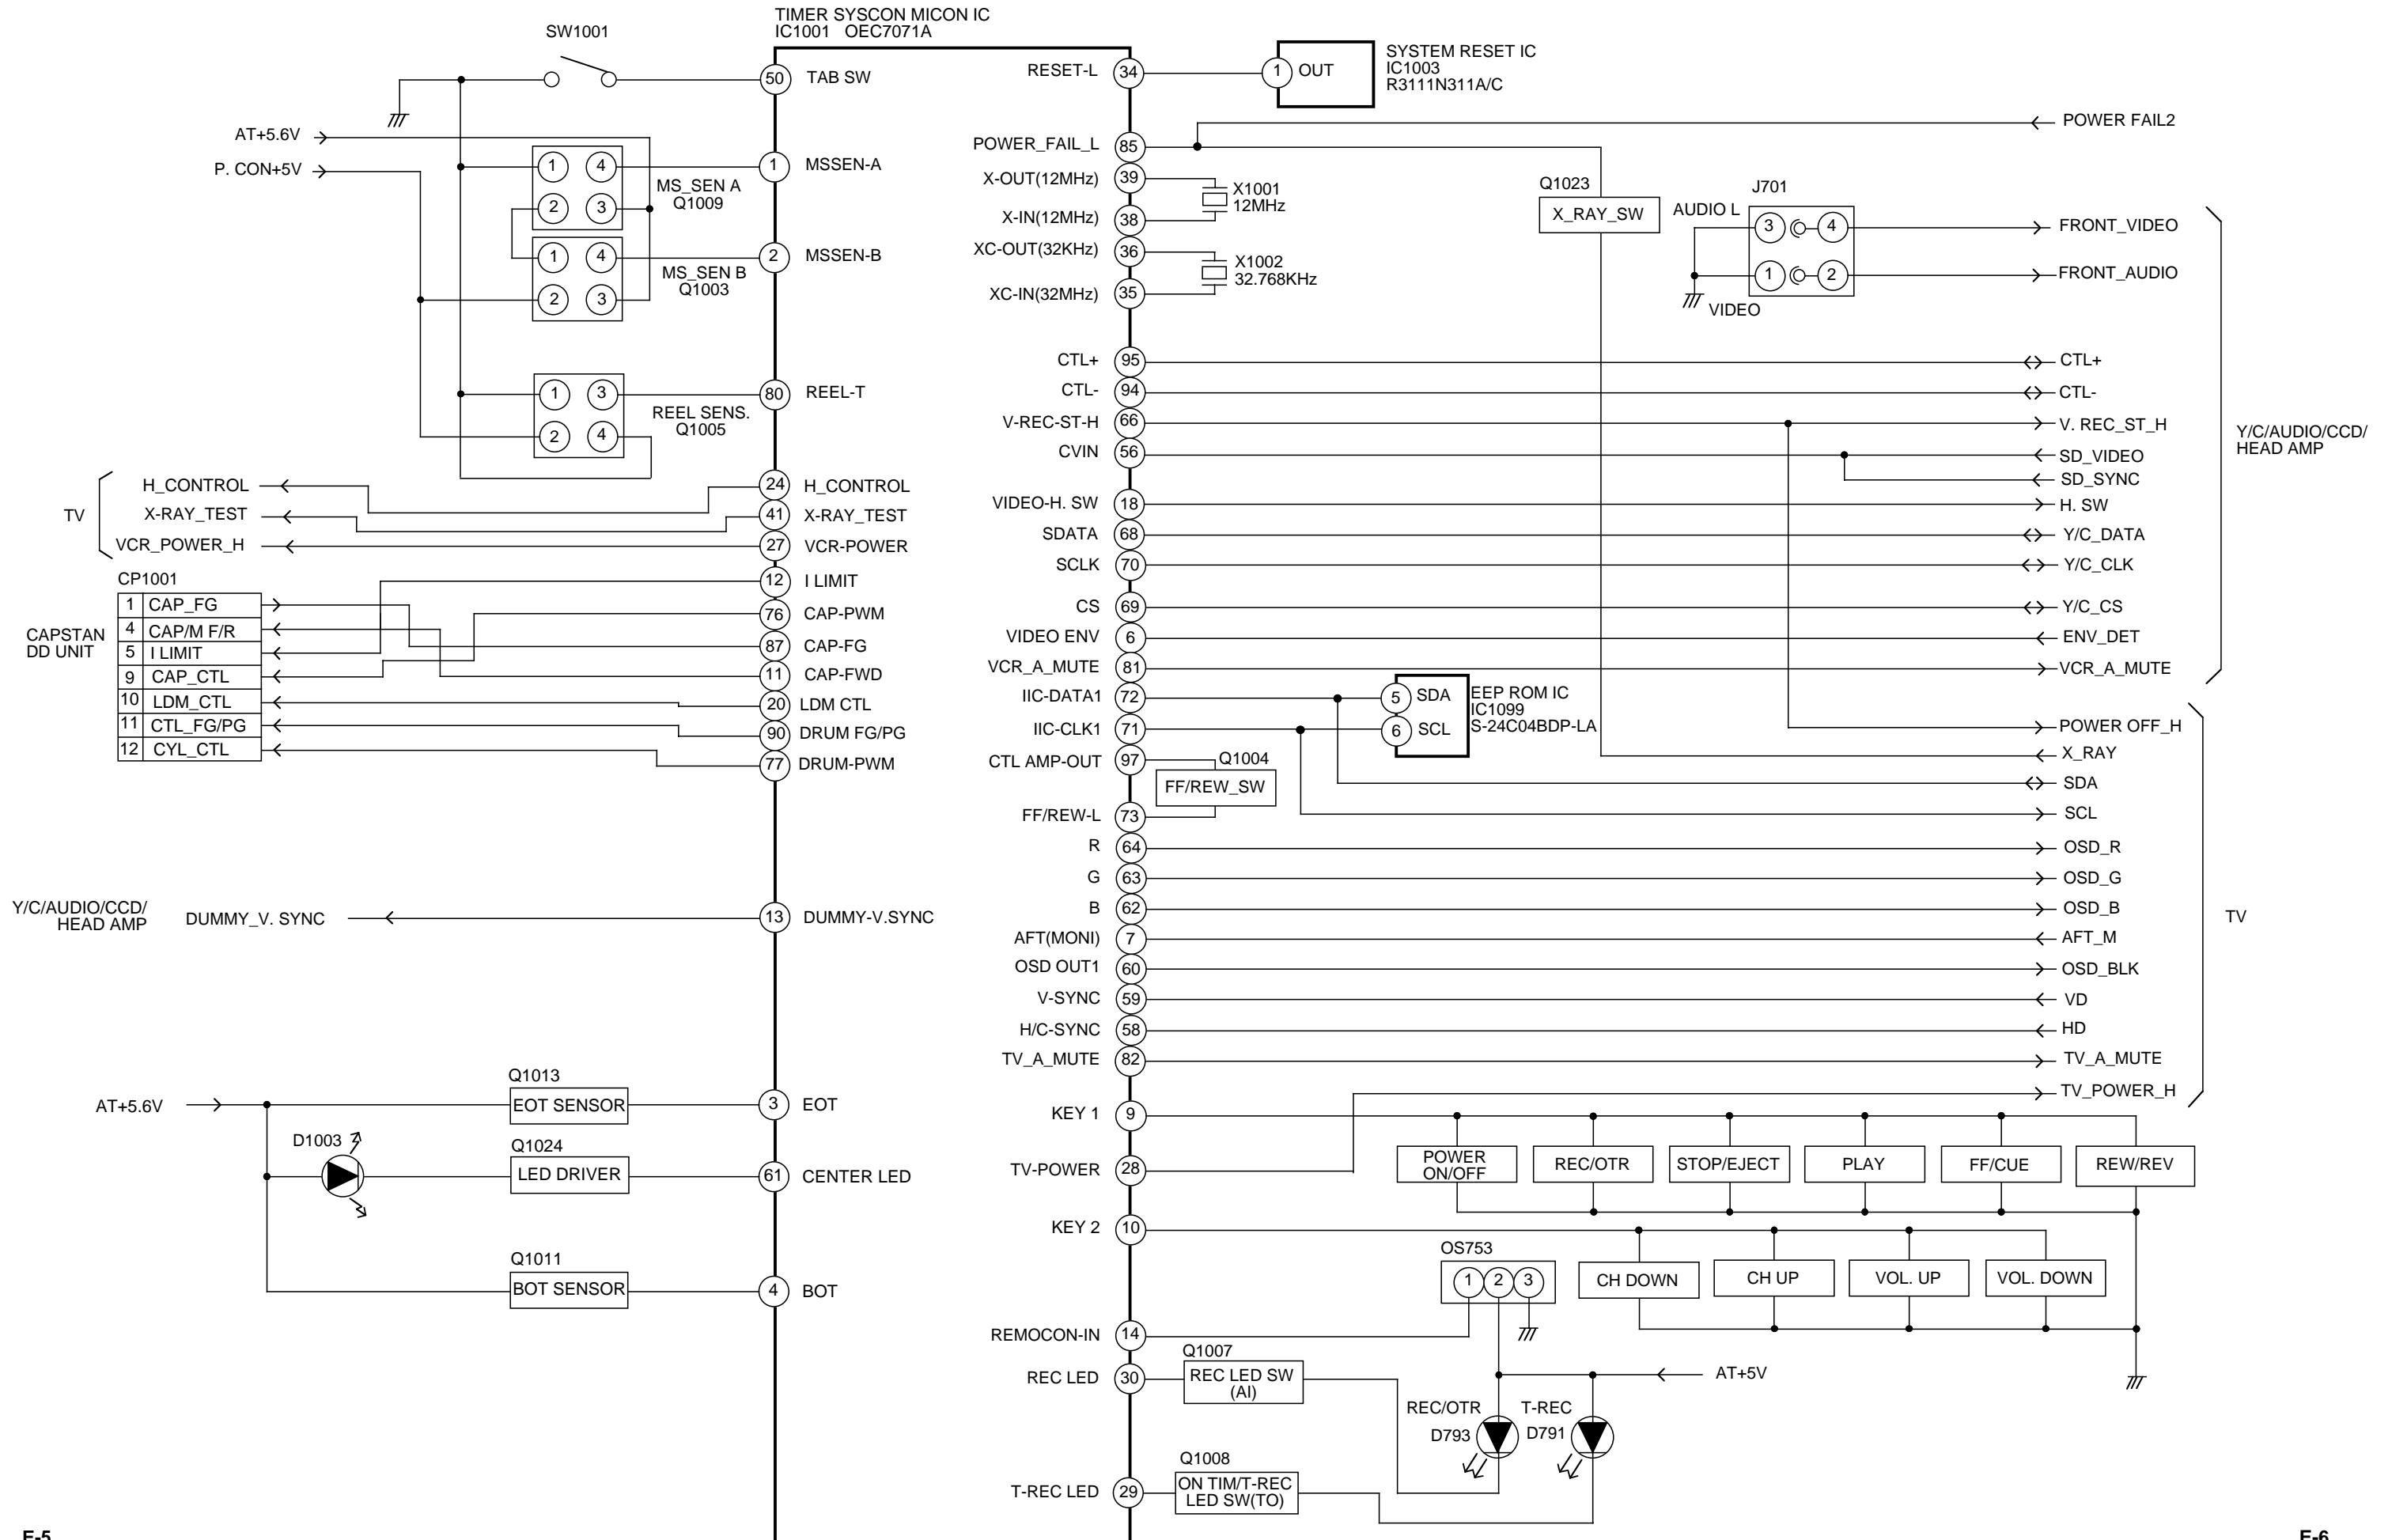 TIMER SYSCON MICON IC
IC1001 OEC7071A
SW1001
50 TAB SW
AT+5.6V
P. CON+5V
1 4
2 3
MS_SEN A
Q1009
1 MSSEN-A
1 4
2 3
MS_SEN B
Q1003
2 MSSEN-B
1 3
2 4
REEL SENS.
Q1005
80 REEL-T
TV
H_CONTROL
24 H_CONTROL
X-RAY_TEST
41 X-RAY_TEST
VCR_POWER_H
27 VCR-POWER
CP1001
CAPSTAN
DD UNIT
1 CAP_FG
4 CAP/M F/R
5 I LIMIT
9 CAP_CTL
10 LDM_CTL
11 CTL_FG/PG
12 CYL_CTL
12 I LIMIT
76 CAP-PWM
87 CAP-FG
11 CAP-FWD
20 LDM CTL
90 DRUM FG/PG
77 DRUM-PWM
Y/C/AUDIO/CCD/
HEAD AMP
DUMMY_V. SYNC
13 DUMMY-V.SYNC
AT+5.6V
Q1013
EOT SENSOR
3 EOT
D1003
Q1024
LED DRIVER
61 CENTER LED
Q1011
BOT SENSOR
4 BOT
RESET-L 34
1 OUT
SYSTEM RESET IC
IC1003
R3111N311A/C
POWER_FAIL_L 85
POWER FAIL2
X-OUT(12MHz) 39
X-IN(12MHz) 38
X1001
12MHz
XC-OUT(32KHz) 36
XC-IN(32MHz) 35
X1002
32.768KHz
Q1023
X_RAY_SW
J701
AUDIO L
3 4
1 2
VIDEO
FRONT_VIDEO
FRONT_AUDIO
CTL+ 95 CTL+
CTL- 94 CTL-
V-REC-ST-H 66 V. REC_ST_H
CVIN 56 SD_VIDEO
SD_SYNC
VIDEO-H. SW 18 H. SW
SDATA 68 Y/C_DATA
SCLK 70 Y/C_CLK
CS 69 Y/C_CS
VIDEO ENV 6 ENV_DET
VCR_A_MUTE 81 VCR_A_MUTE
Y/C/AUDIO/CCD/
HEAD AMP
IIC-DATA1 72
5 SDA
IIC-CLK1 71
6 SCL
EEP ROM IC
IC1099
S-24C04BDP-LA
POWER OFF_H
X_RAY
SDA
SCL
CTL AMP-OUT 97
Q1004
FF/REW_SW
FF/REW-L 73
R 64 OSD_R
G 63 OSD_G
B 62 OSD_B
AFT(MONI) 7 AFT_M
OSD OUT1 60 OSD_BLK
V-SYNC 59 VD
H/C-SYNC 58 HD
TV_A_MUTE 82 TV_A_MUTE
TV_POWER_H
TV
KEY 1 9
POWER
ON/OFF
REC/OTR
STOP/EJECT
PLAY
FF/CUE
REW/REV
TV-POWER 28
KEY 2 10
OS753
1 2 3
CH DOWN
CH UP
VOL. UP
VOL. DOWN
REMOCON-IN 14
REC LED 30
Q1007
REC LED SW
(AI)
AT+5V
REC/OTR
D793
T-REC
D791
T-REC LED 29
Q1008
ON TIM/T-REC
LED SW(TO)
E-5
E-6